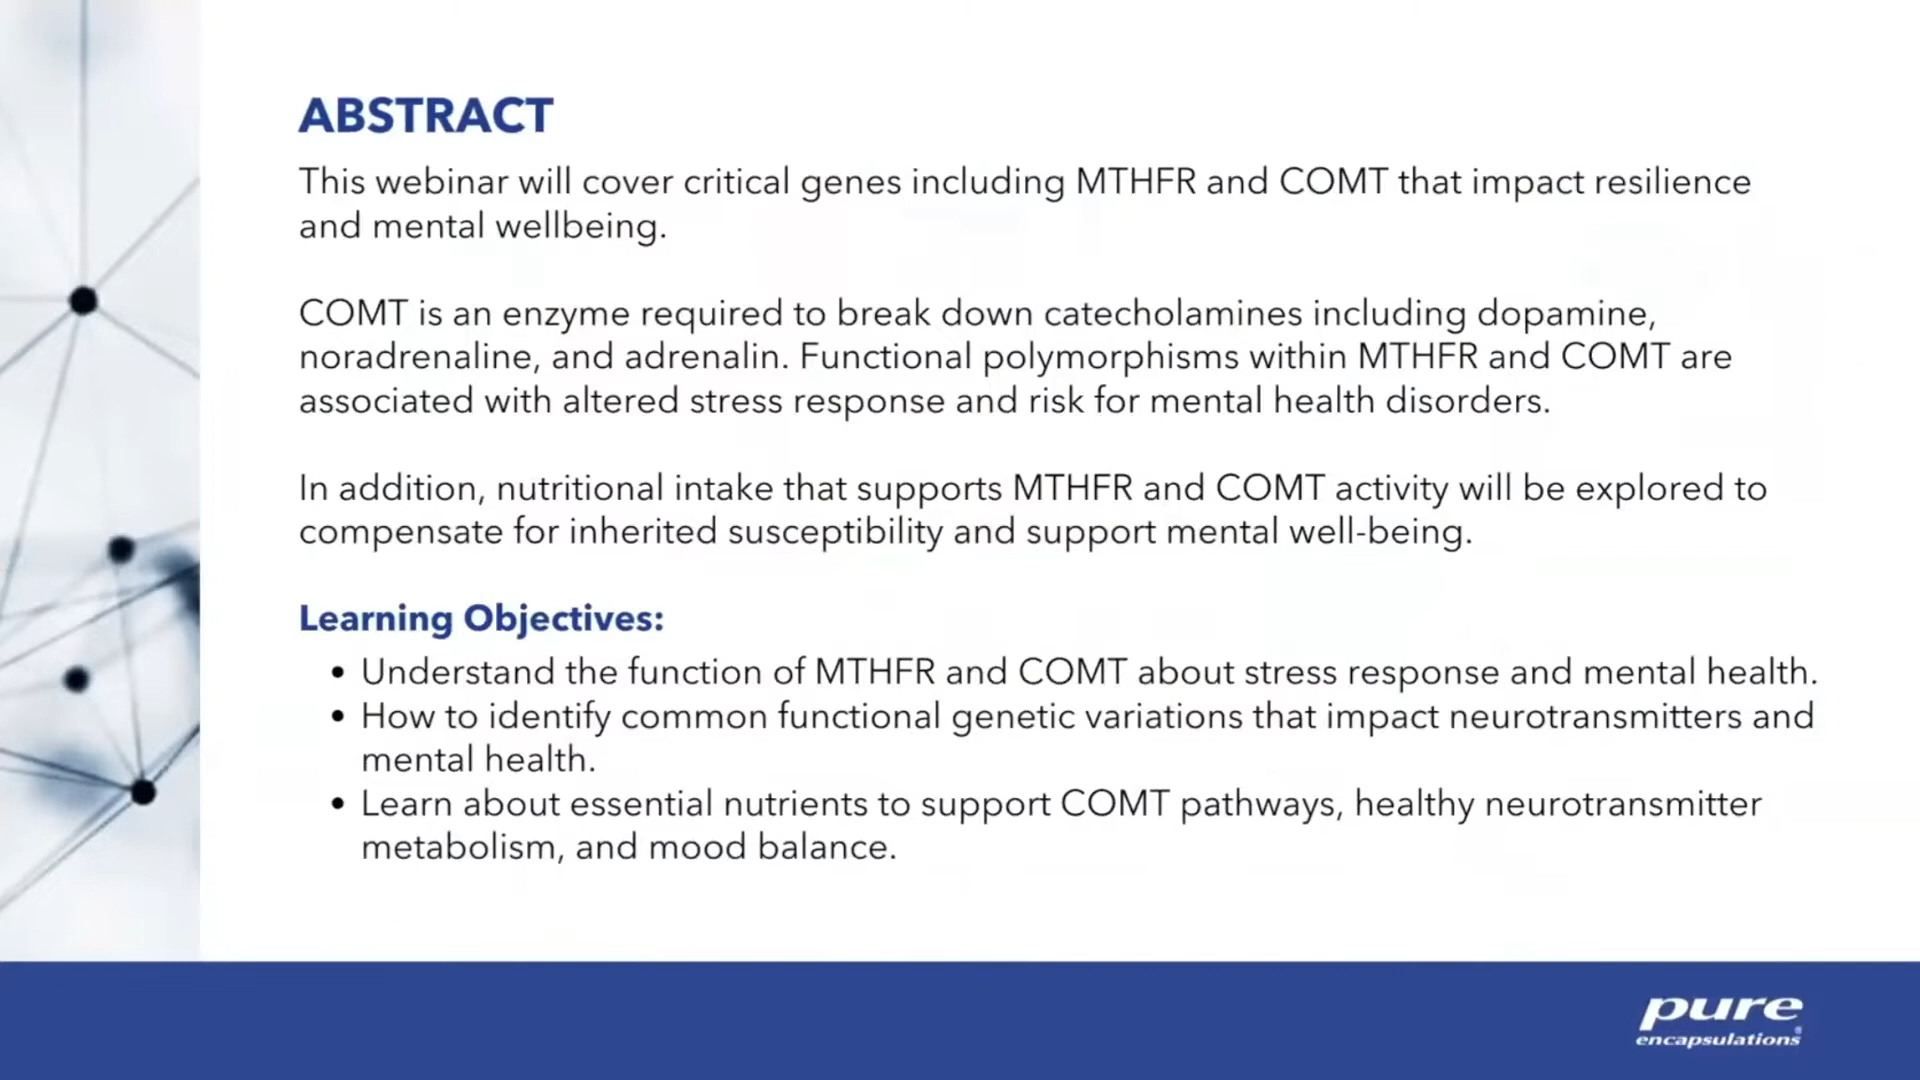 ABSTRACT
This webinar will cover critical genes including MTHFR and COMT that impact resilience
and mental wellbeing.
COMT is an enzyme required to break down catecholamines including dopamine,
noradrenaline, and adrenalin. Functional polymorphisms within MTHFR and COMT are
associated with altered stress response and risk for mental health disorders.
In addition, nutritional intake that supports MTHFR and COMT activity will be explored to
compensate for inherited susceptibility and support mental well-being.
Learning Objectives:
• Understand the function of MTHFR and COMT about stress response and mental health.
• How to identify common functional genetic variations that impact neurotransmitters and
mental health.
• Learn about essential nutrients to support COMT pathways, healthy neurotransmitter
metabolism, and mood balance.
pure
encapsulations®